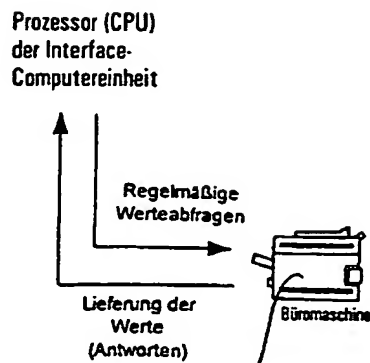 Prozessor (CPU)
der Interface-
Computereinheit
Regelmäßige
Werteabfragen
Büromaschine
Lieferung der
Werte
(Antworten)